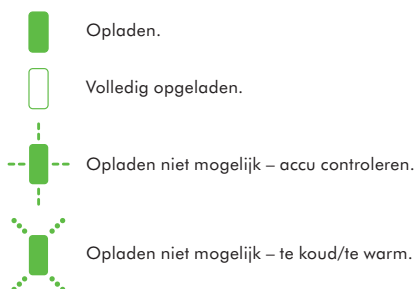 Opladen.
Volledig opgeladen.
Opladen niet mogelijk – accu controleren.
Opladen niet mogelijk – te koud/te warm.